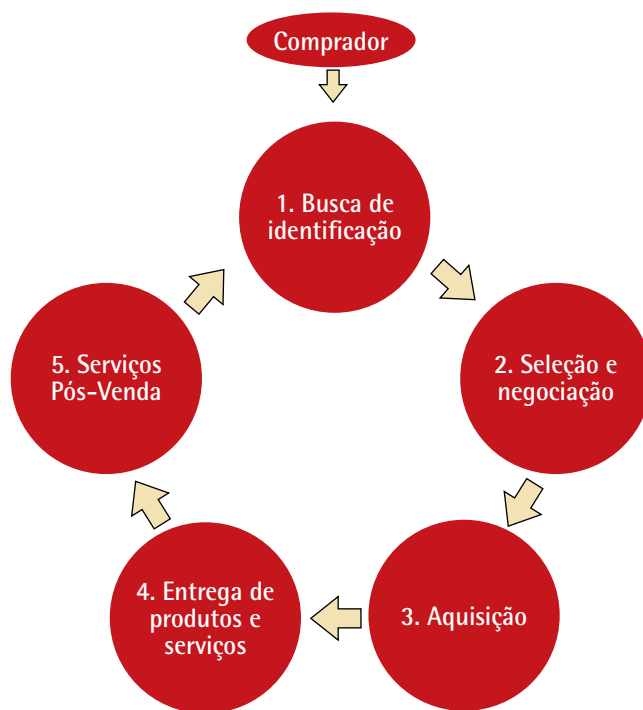 Comprador
1. Busca de
identificação
2. Seleção e
negociação
3. Aquisição
4. Entrega de
produtos e
serviços
5. Serviços
Pós-Venda